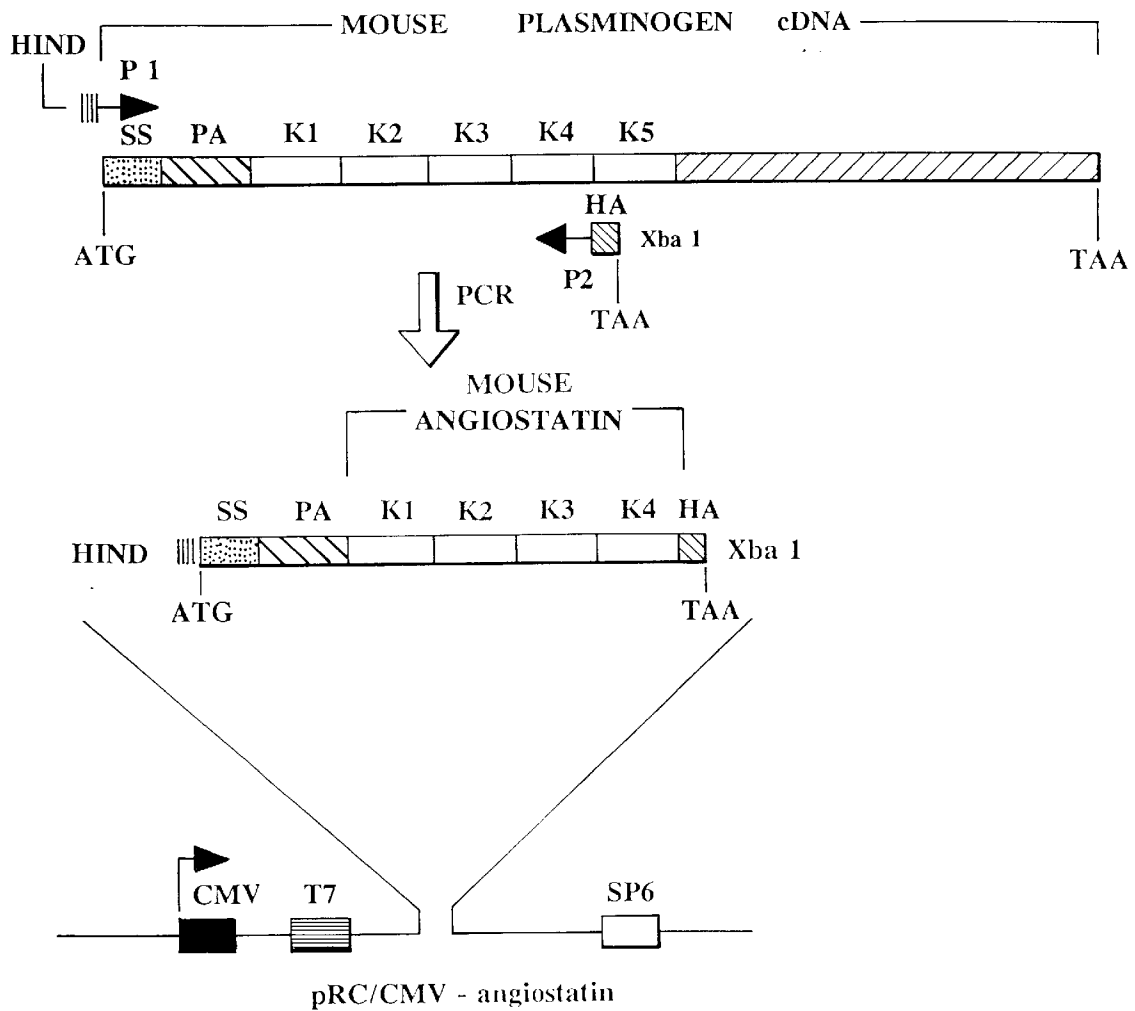 MOUSE PLASMINOGEN cDNA
HIND
P 1
SS PA K1 K2 K3 K4 K5
HA
Xba 1
ATG
P2
TAA
TAA
PCR
MOUSE
ANGIOSTATIN
SS PA K1 K2 K3 K4 HA
HIND
Xba 1
ATG
TAA
CMV
T7
SP6
pRC/CMV - angiostatin